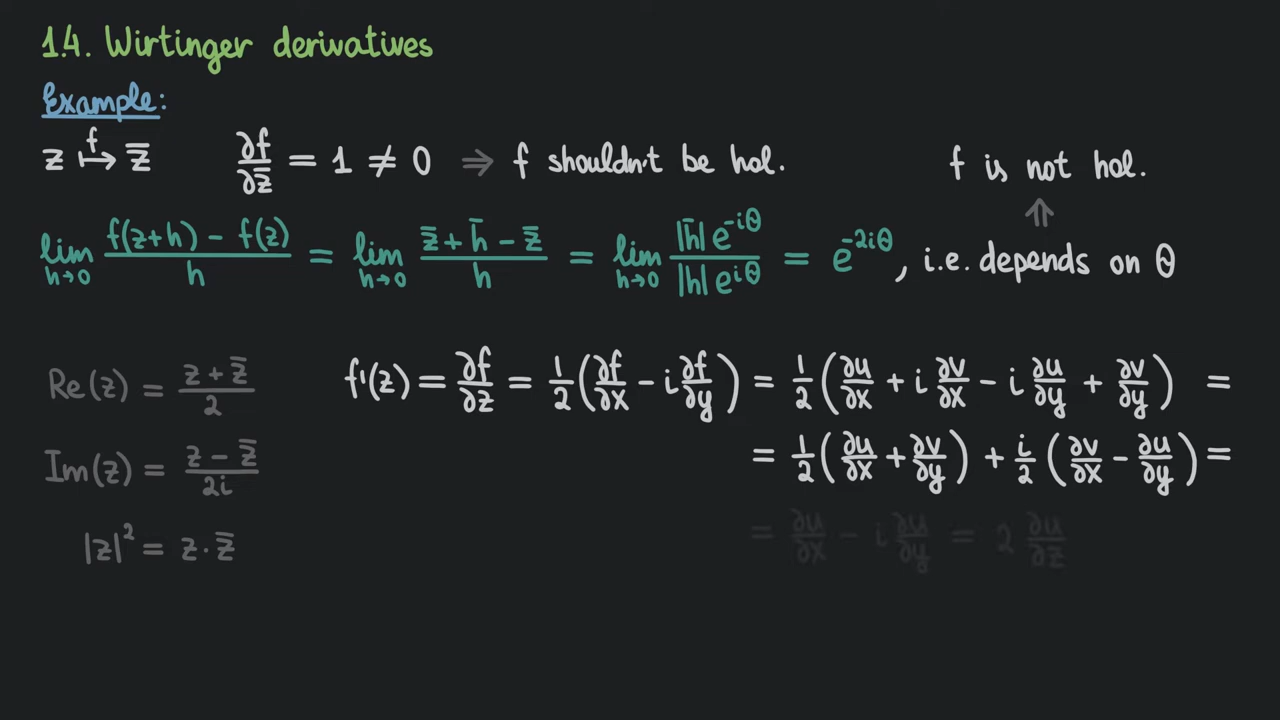 1.4. Wirtinger derivatives
Example:
z ↦^f z̄   ∂f/∂z̄ = 1 ≠ 0 ⇒ f shouldn't be hol.   f is not hol.
⇑
lim_{h→0} (f(z+h) − f(z))/h = lim_{h→0} (z̄ + h̄ − z̄)/h = lim_{h→0} (|h̄| e^{−iθ})/(|h| e^{iθ}) = e^{−2iθ}, i.e. depends on θ
Re(z) = (z + z̄)/2   f'(z) = ∂f/∂z = 1/2 (∂f/∂x − i ∂f/∂y) = 1/2 (∂u/∂x + i ∂v/∂x − i ∂u/∂y + ∂v/∂y) =
Im(z) = (z − z̄)/2i   = 1/2 (∂u/∂x + ∂v/∂y) + i/2 (∂v/∂x − ∂u/∂y) =
|z|² = z · z̄   = ∂u/∂x − i ∂u/∂y = 2 ∂u/∂z